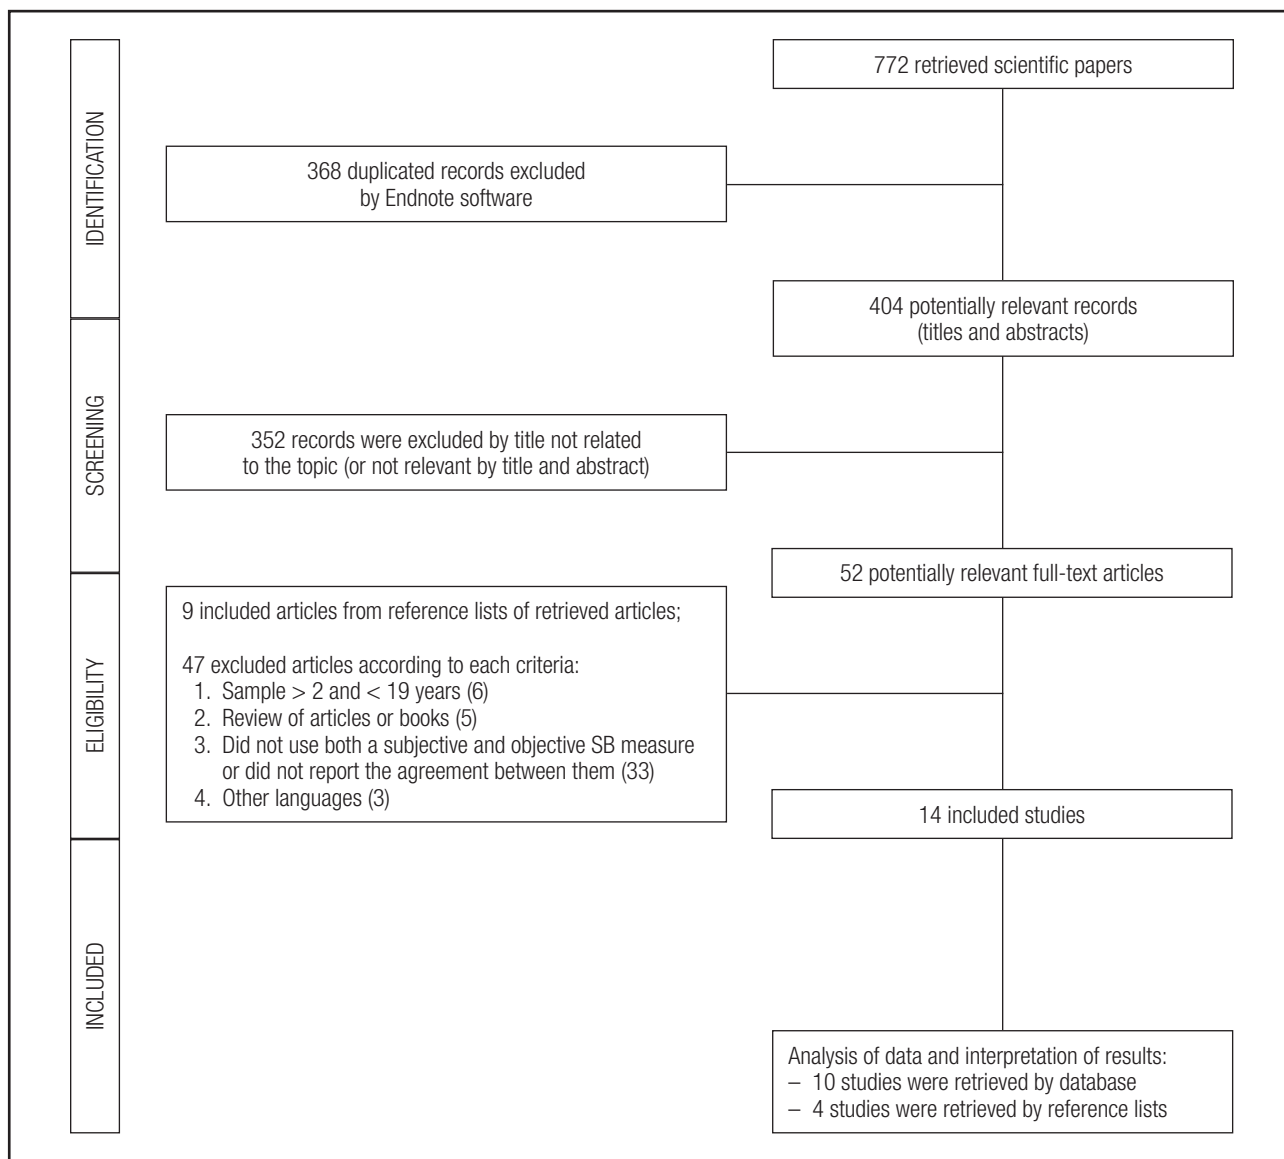 IDENTIFICATION
772 retrieved scientific papers
368 duplicated records excluded
by Endnote software
404 potentially relevant records
(titles and abstracts)
SCREENING
352 records were excluded by title not related
to the topic (or not relevant by title and abstract)
52 potentially relevant full-text articles
ELIGIBILITY
9 included articles from reference lists of retrieved articles;
47 excluded articles according to each criteria:
1. Sample > 2 and < 19 years (6)
2. Review of articles or books (5)
3. Did not use both a subjective and objective SB measure
or did not report the agreement between them (33)
4. Other languages (3)
14 included studies
INCLUDED
Analysis of data and interpretation of results:
– 10 studies were retrieved by database
– 4 studies were retrieved by reference lists